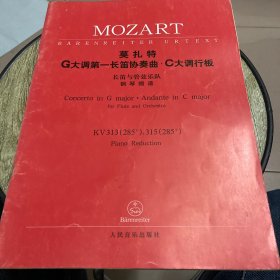 MOZART
BÄRENREITER URTEXT
莫扎特
G大调第一长笛协奏曲·C大调行板
长笛与管弦乐队
钢琴缩谱
Concerto in G major · Andante in C major
for Flute and Orchestra
KV 313 (285ᶜ), 315 (285ᵉ)
Piano Reduction
Bärenreiter
人民音乐出版社